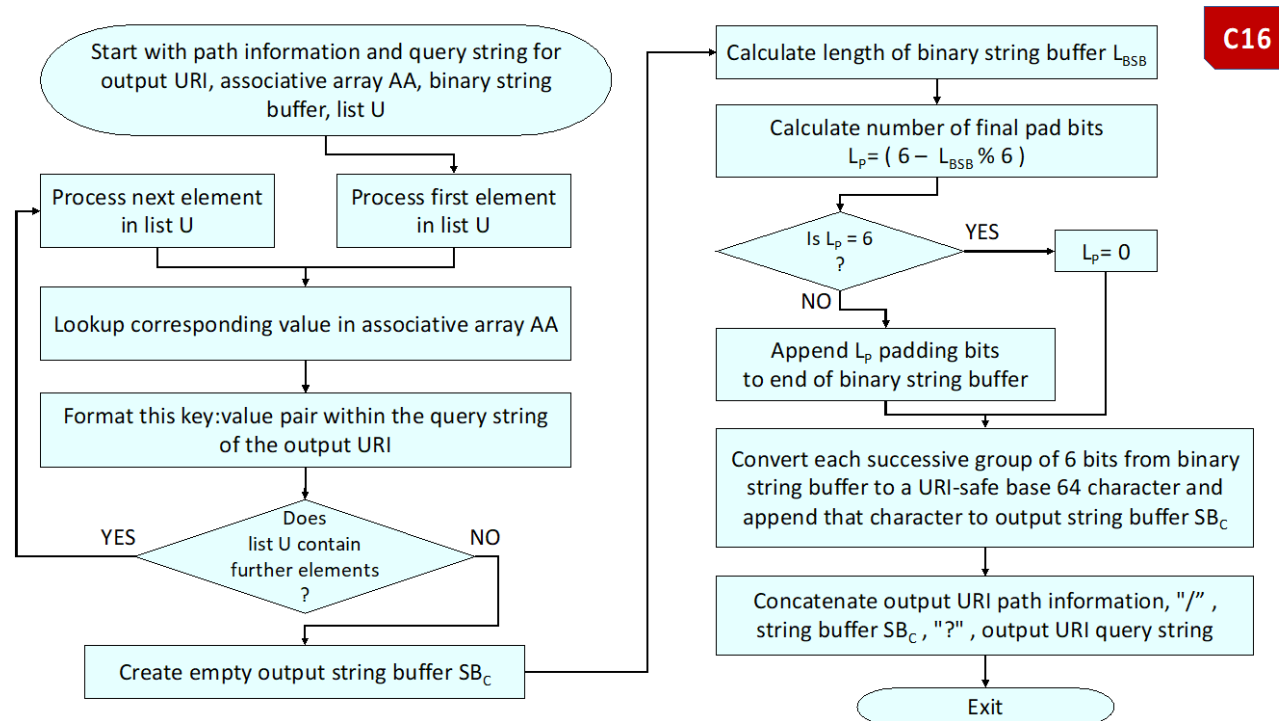 C16
Start with path information and query string for
output URI, associative array AA, binary string
buffer, list U
Process next element
in list U
Process first element
in list U
Lookup corresponding value in associative array AA
Format this key:value pair within the query string
of the output URI
Does
list U contain
further elements
?
YES
NO
Create empty output string buffer SBC
Calculate length of binary string buffer LBSB
Calculate number of final pad bits
LP= ( 6 – LBSB % 6 )
Is LP = 6
?
YES
LP= 0
NO
Append LP padding bits
to end of binary string buffer
Convert each successive group of 6 bits from binary
string buffer to a URI-safe base 64 character and
append that character to output string buffer SBC
Concatenate output URI path information, "/” ,
string buffer SBC , "?" , output URI query string
Exit